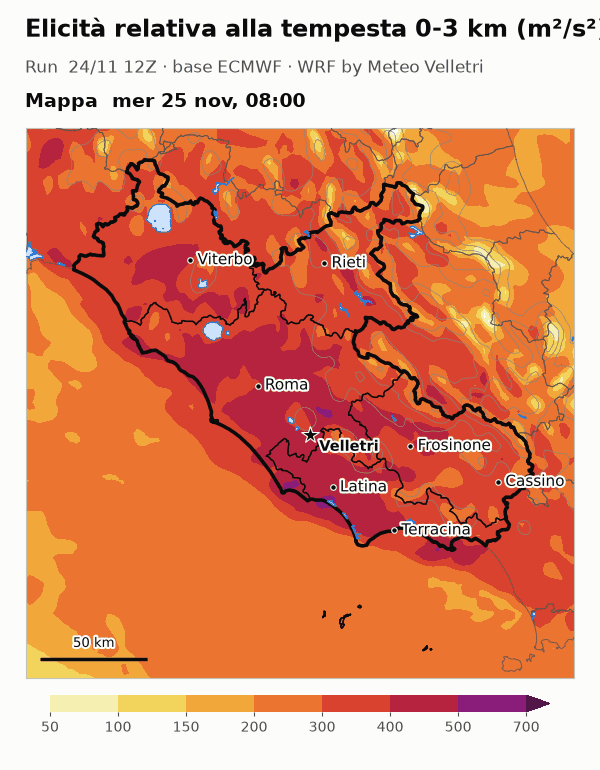 Elicità relativa alla tempesta 0-3 km (m²/s²)
Run 24/11 12Z · base ECMWF · WRF by Meteo Velletri
Mappa mer 25 nov, 08:00
Viterbo
Rieti
Roma
Velletri
Frosinone
Latina
Cassino
Terracina
50 km
50 100 150 200 300 400 500 700